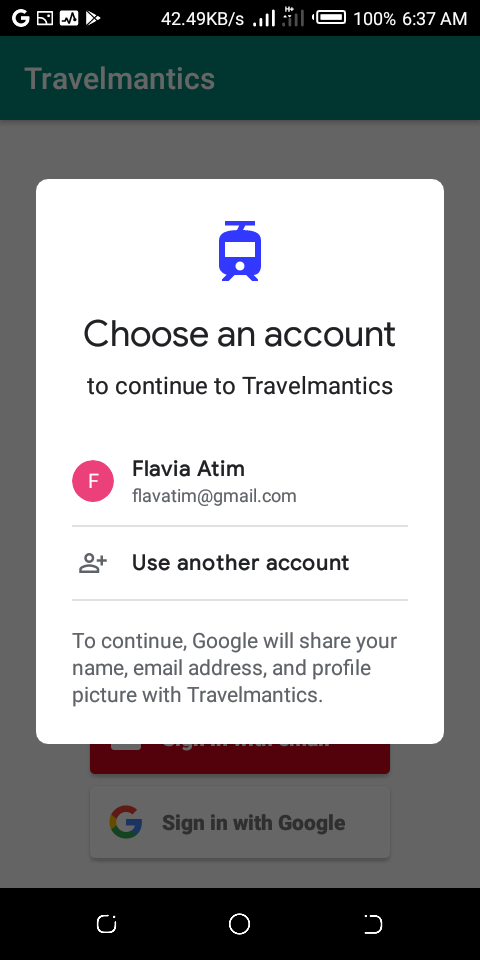 42.49KB/s H+ 100% 6:37 AM
Travelmantics
Choose an account
to continue to Travelmantics
F
Flavia Atim
flavatim@gmail.com
Use another account
To continue, Google will share your
name, email address, and profile
picture with Travelmantics.
Sign in with email
Sign in with Google